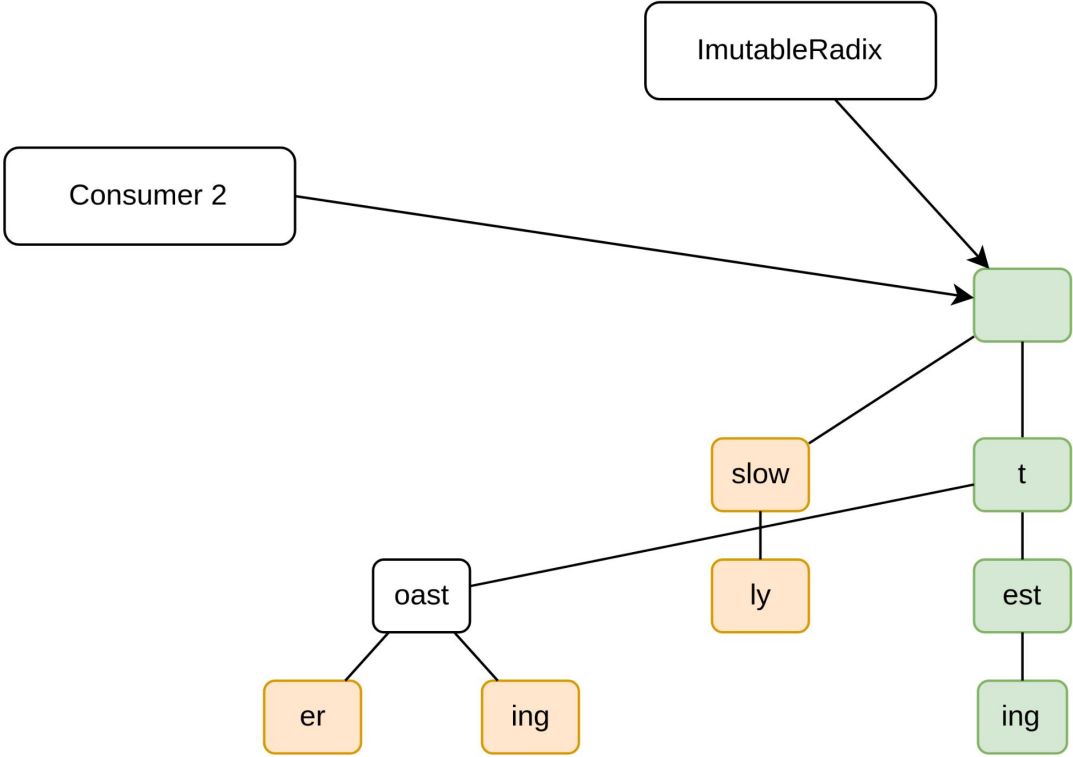 ImutableRadix
Consumer 2
slow
t
oast
ly
est
er
ing
ing